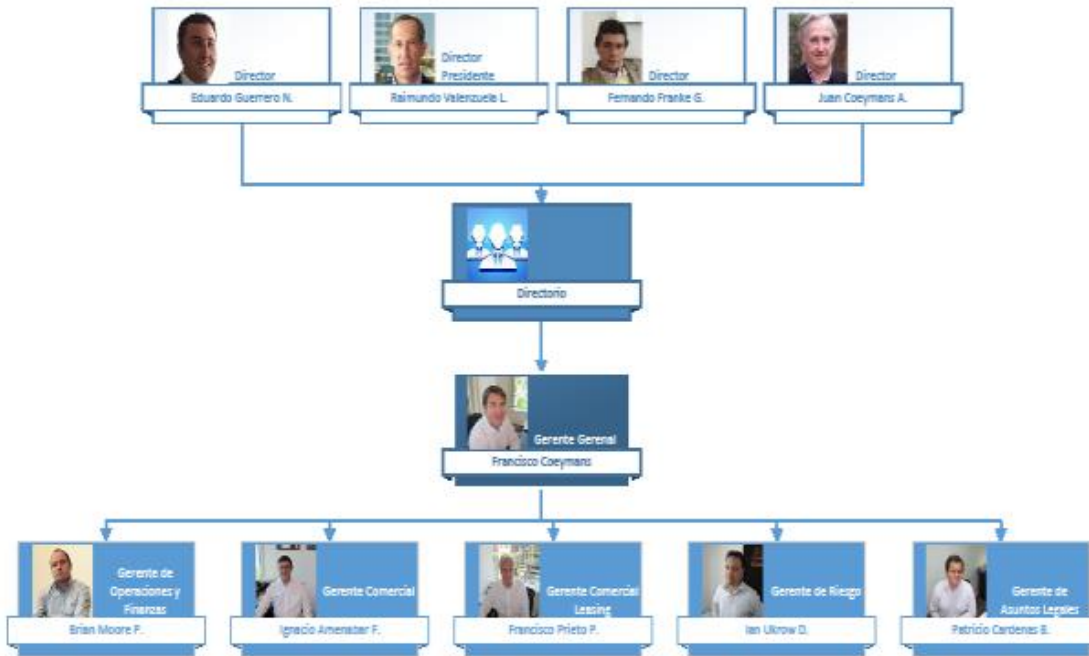 Director
Eduardo Guerrero N.
Director
Presidente
Raimundo Valenzuela L.
Director
Fernando Franke G.
Director
Juan Coeymans A.
Directorio
Gerente Gerenal
Francisco Coeymans
Gerente de
Operaciones y
Finanzas
Brian Moore P.
Gerente Comercial
Ignacio Amenabar F.
Gerente Comercial
Leasing
Francisco Prieto P.
Gerente de Riesgo
Ian Ukrow D.
Gerente de
Asuntos Legales
Patricio Cardenas B.